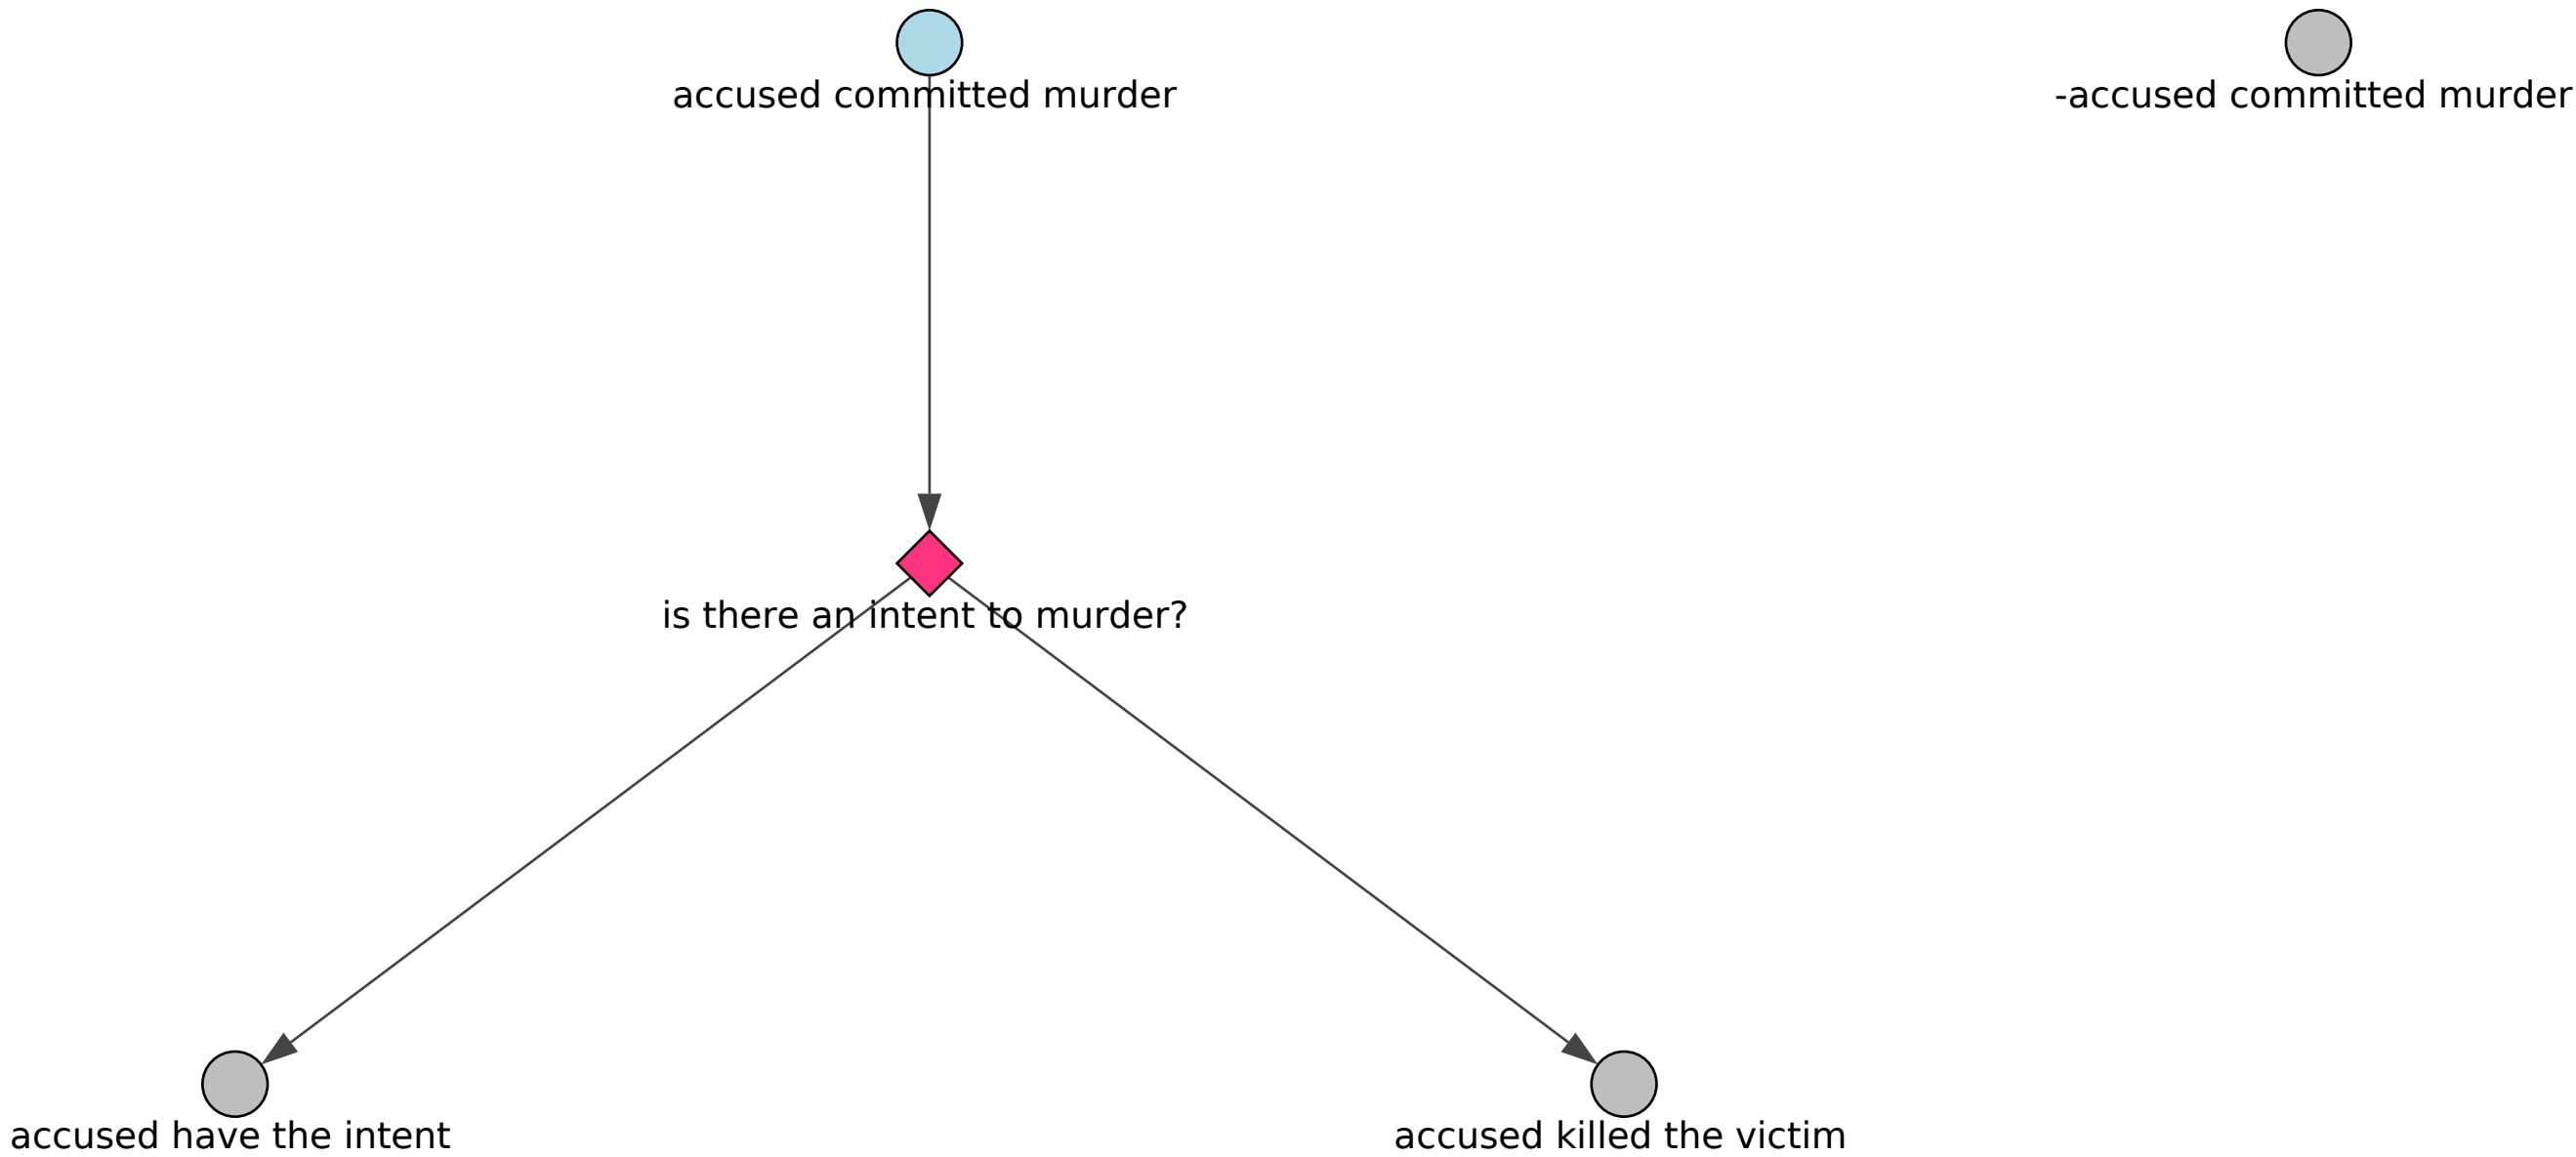 accused committed murder
-accused committed murder
is there an intent to murder?
accused have the intent
accused killed the victim